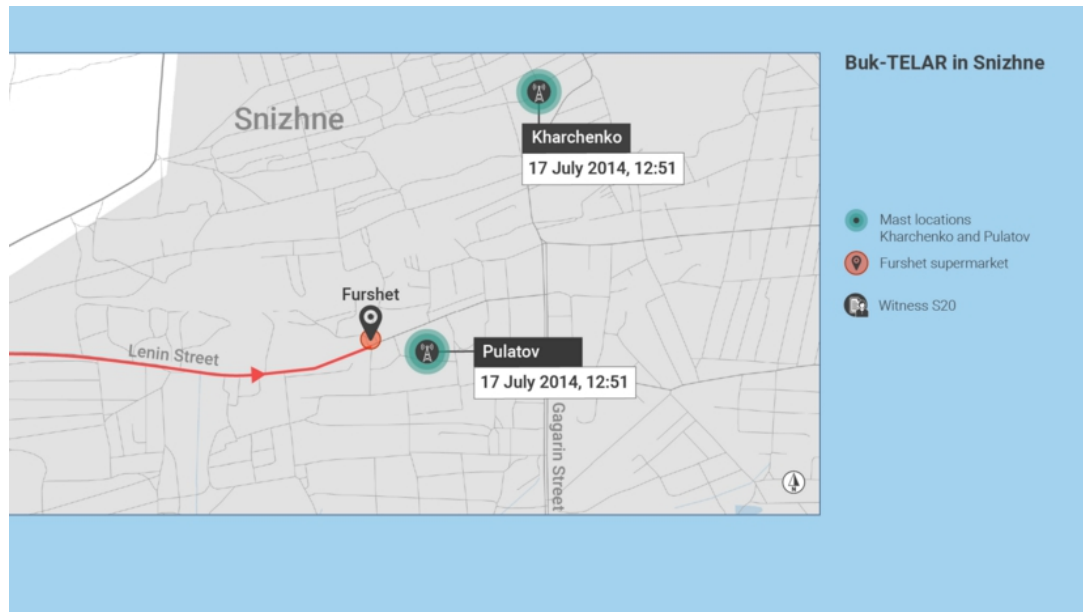 Buk-TELAR in Snizhne
Snizhne
Kharchenko
17 July 2014, 12:51
Furshet
Lenin Street
Pulatov
17 July 2014, 12:51
Gagarin Street
N
Mast locations
Kharchenko and Pulatov
Furshet supermarket
Witness S20